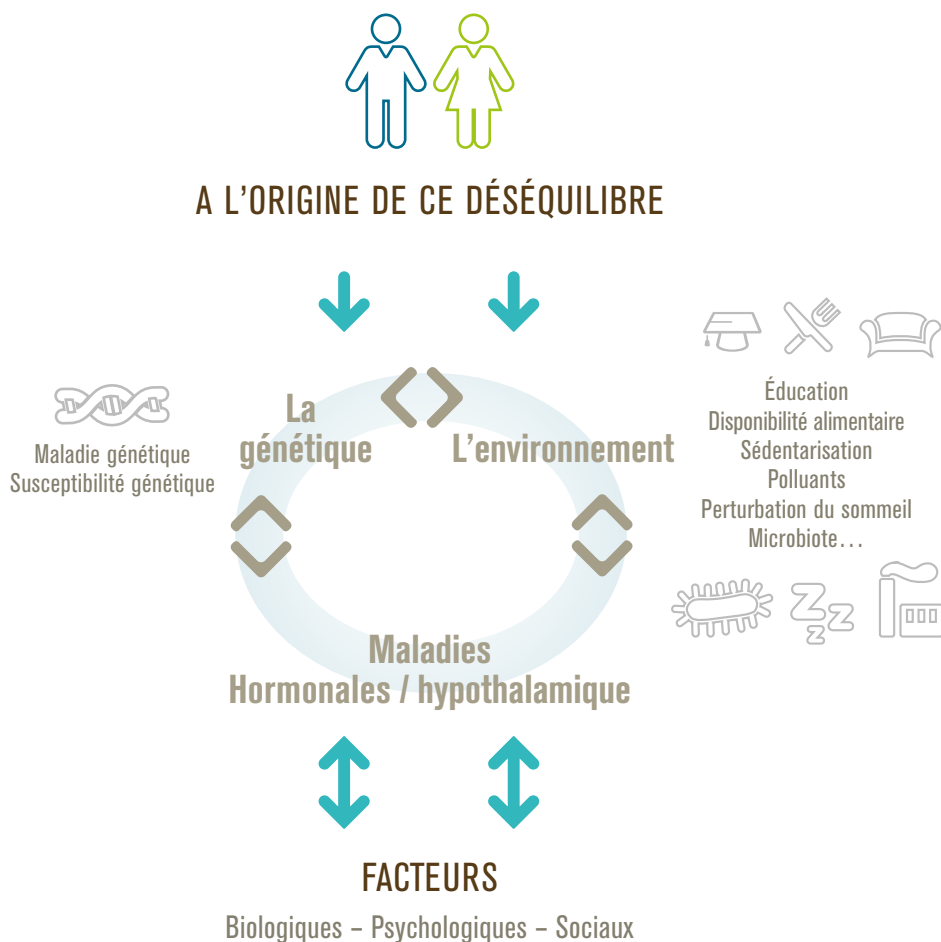 A L'ORIGINE DE CE DÉSÉQUILIBRE
La
génétique
L'environnement
Maladie génétique
Susceptibilité génétique
Éducation
Disponibilité alimentaire
Sédentarisation
Polluants
Perturbation du sommeil
Microbiote...
Maladies
Hormonales / hypothalamique
FACTEURS
Biologiques – Psychologiques – Sociaux